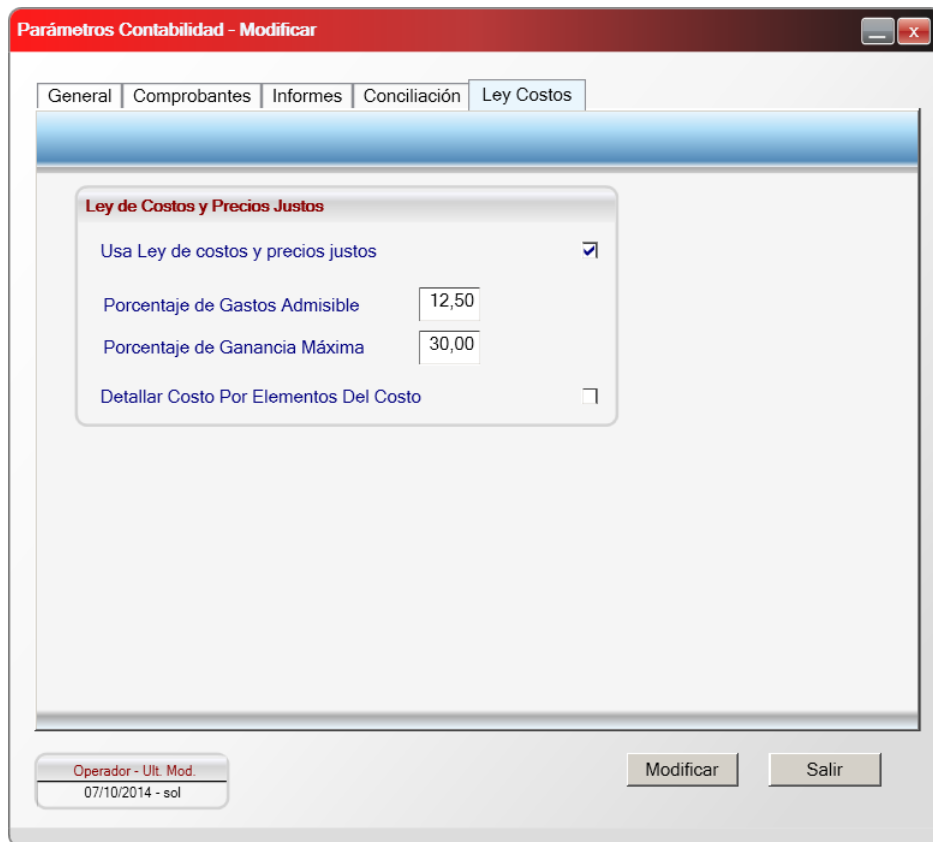 Parámetros Contabilidad - Modificar
x
General Comprobantes Informes Conciliación Ley Costos
Ley de Costos y Precios Justos
Usa Ley de costos y precios justos
Porcentaje de Gastos Admisible 12,50
Porcentaje de Ganancia Máxima 30,00
Detallar Costo Por Elementos Del Costo
Modificar Salir
Operador - Ult. Mod.
07/10/2014 - sol